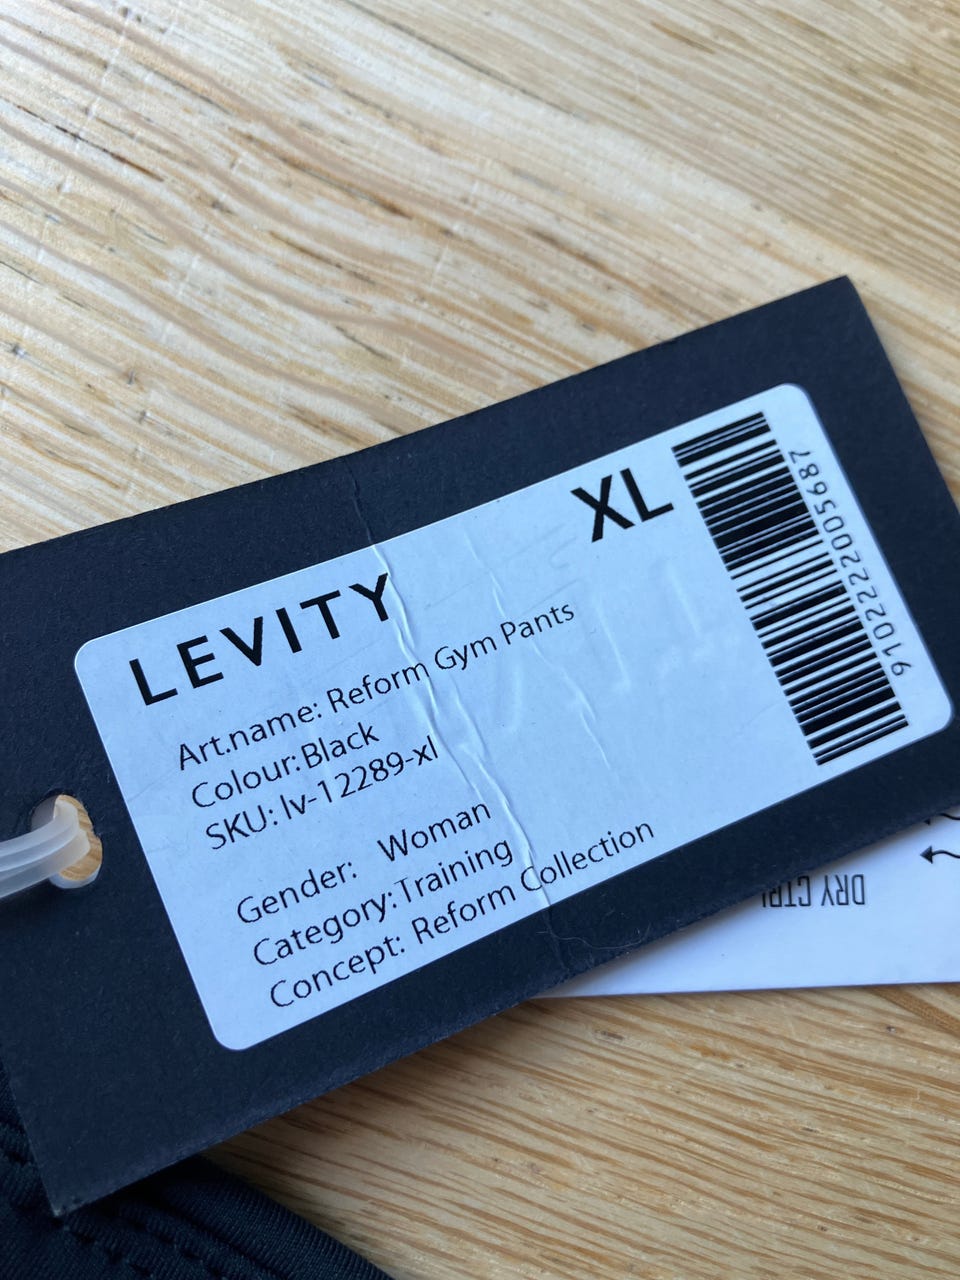 LEVITY
XL
Art.name: Reform Gym Pants
Colour: Black
SKU: lv-12289-xl
Gender: Woman
Category: Training
Concept: Reform Collection
9102222005687
DRY